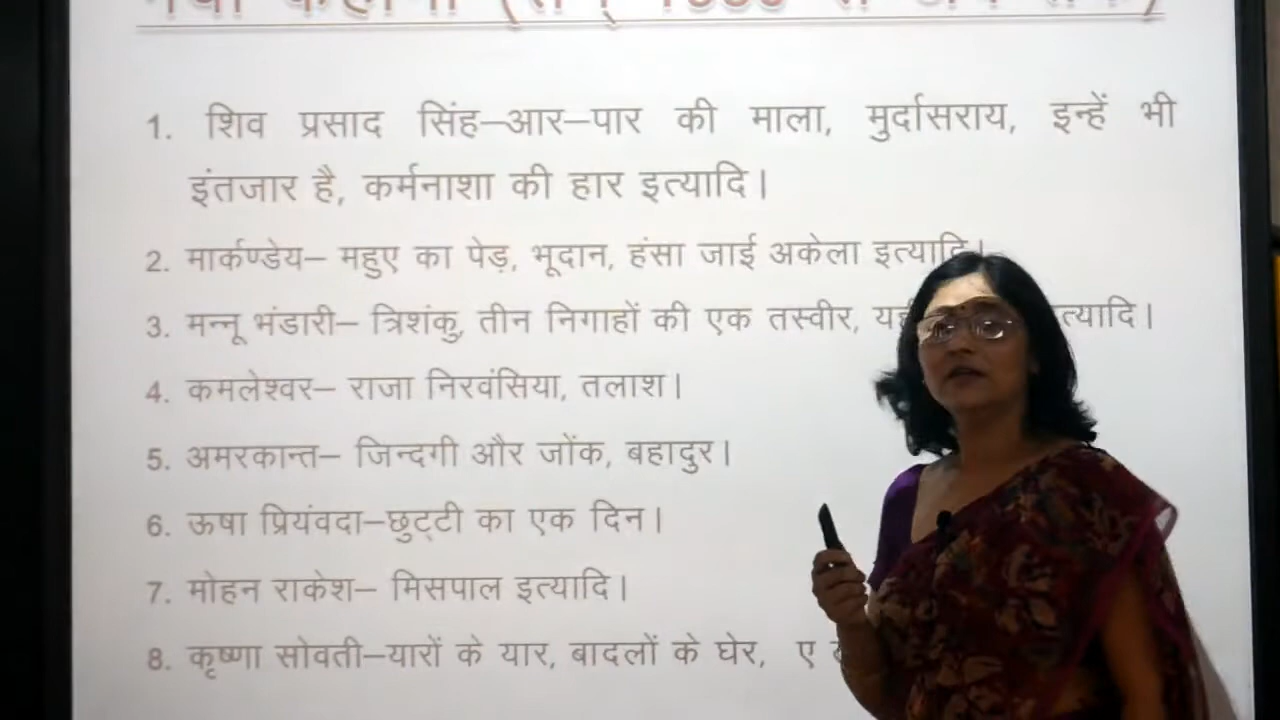 1. शिव प्रसाद सिंह–आर–पार की माला, मुर्दासराय, इन्हें भी
इंतजार है, कर्मनाशा की हार इत्यादि।
2. मार्कण्डेय– महुए का पेड़, भूदान, हंसा जाई अकेला इत्यादि।
3. मन्नू भंडारी– त्रिशंकु, तीन निगाहों की एक तस्वीर,
4. कमलेश्वर– राजा निरवंसिया, तलाश।
5. अमरकान्त– जिन्दगी और जोंक, बहादुर।
6. ऊषा प्रियंवदा–छुट्टी का एक दिन।
7. मोहन राकेश– मिसपाल इत्यादि।
8. कृष्णा सोवती–यारों के यार, बादलों के घेर, ए